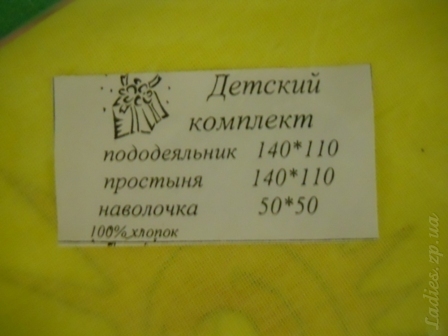 Детский
комплект
пододеяльник 140*110
простыня 140*110
наволочка 50*50
100% хлопок
Ladies.zp.ua